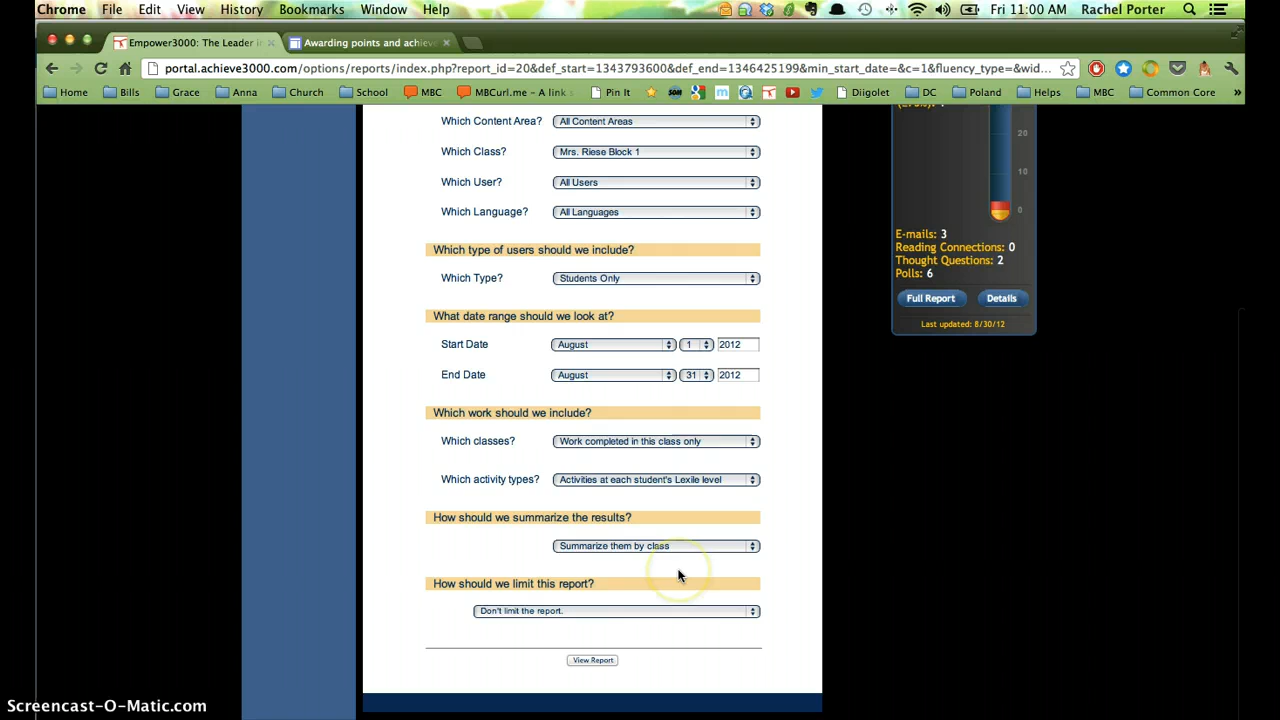 Chrome File Edit View History Bookmarks Window Help Fri 11:00 AM Rachel Porter
Empower3000: The Leader in Awarding points and achieve
portal.achieve3000.com/options/reports/index.php?report_id=20&def_start=1343793600&def_end=1346425199&min_start_date=&c=1&fluency_type=&wid...
Home Bills Grace Anna Church School MBC MBCurl.me - A link s Pin It Diigolet DC Poland Helps MBC Common Core »
Which Content Area? All Content Areas
20
Which Class? Mrs. Riese Block 1
10
Which User? All Users
Which Language? All Languages
0
E-mails: 3
Which type of users should we include?
Reading Connections: 0
Thought Questions: 2
Polls: 6
Which Type? Students Only
Full Report Details
What date range should we look at?
Last updated: 8/30/12
Start Date August 1 2012
End Date August 31 2012
Which work should we include?
Which classes? Work completed in this class only
Which activity types? Activities at each student's Lexile level
How should we summarize the results?
Summarize them by class
How should we limit this report?
Don't limit the report.
View Report
Screencast-O-Matic.com